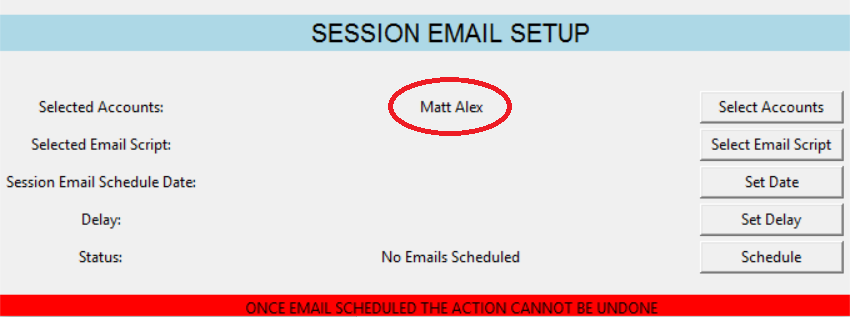 SESSION EMAIL SETUP
Selected Accounts: Matt Alex Select Accounts
Selected Email Script: Select Email Script
Session Email Schedule Date: Set Date
Delay: Set Delay
Status: No Emails Scheduled Schedule
ONCE EMAIL SCHEDULED THE ACTION CANNOT BE UNDONE